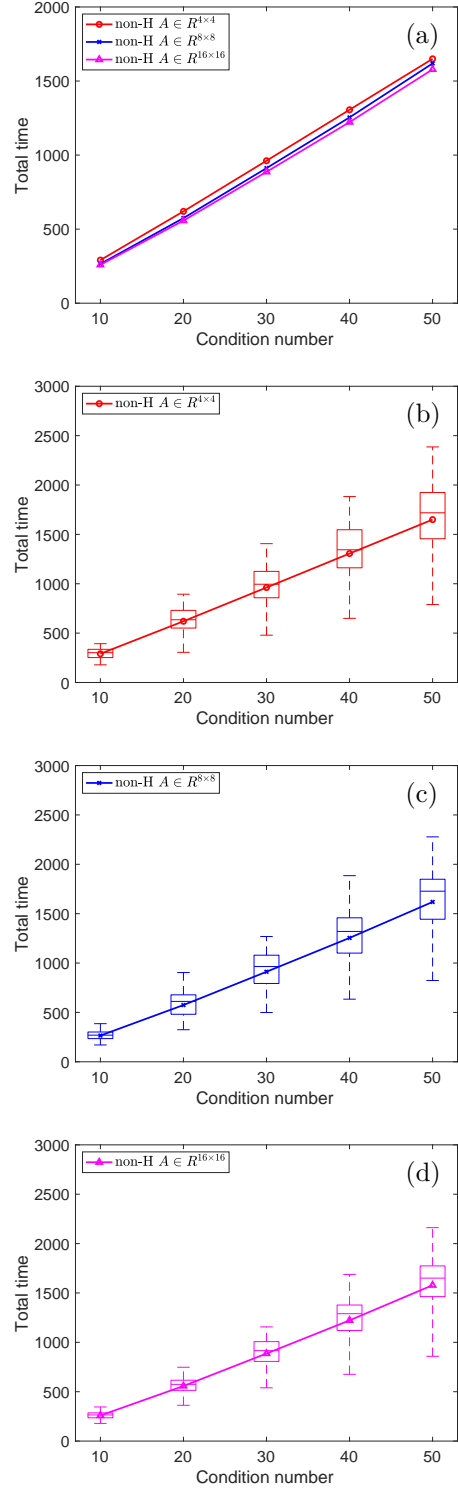 (a)
non-H A ∈ R^{4×4}
non-H A ∈ R^{8×8}
non-H A ∈ R^{16×16}
2000
1500
1000
500
0
Total time
10 20 30 40 50
Condition number
(b)
non-H A ∈ R^{4×4}
3000
2500
2000
1500
1000
500
0
Total time
10 20 30 40 50
Condition number
(c)
non-H A ∈ R^{8×8}
3000
2500
2000
1500
1000
500
0
Total time
10 20 30 40 50
Condition number
(d)
non-H A ∈ R^{16×16}
3000
2500
2000
1500
1000
500
0
Total time
10 20 30 40 50
Condition number